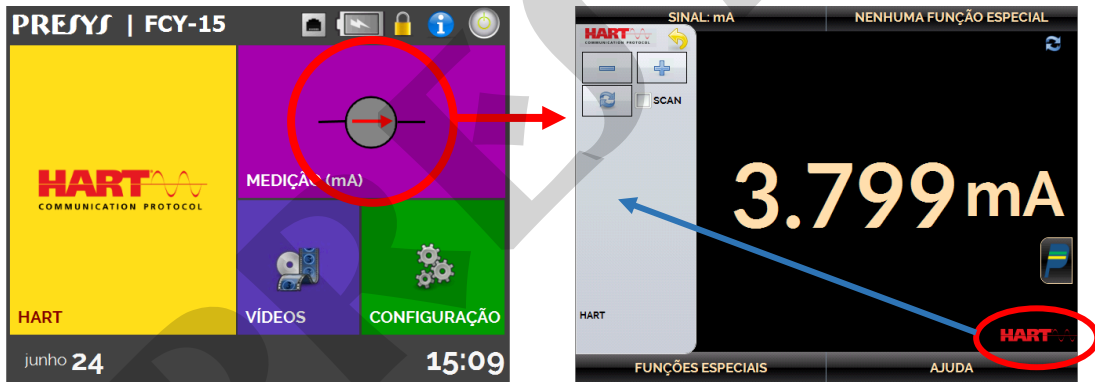 PRESYS | FCY-15
HART
COMMUNICATION PROTOCOL
HART
MEDIÇÃO (mA)
VÍDEOS
CONFIGURAÇÃO
junho 24
15:09
SINAL: mA
NENHUMA FUNÇÃO ESPECIAL
HART
COMMUNICATION PROTOCOL
SCAN
3.799 mA
HART
HART
FUNÇÕES ESPECIAIS
AJUDA